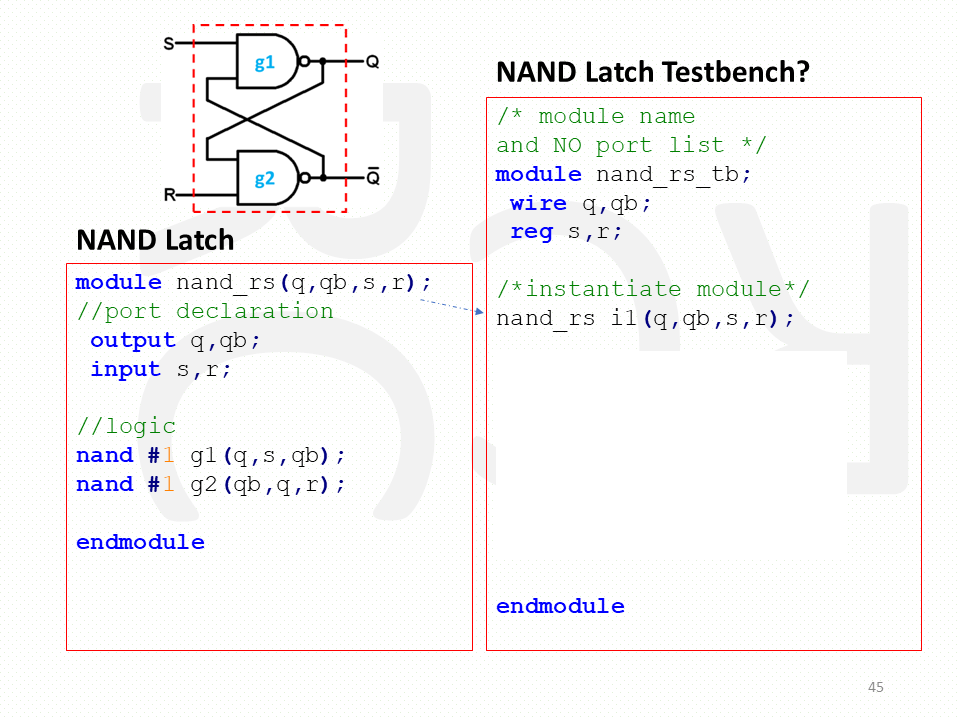 S
g1
Q
g2
R
Q̅
NAND Latch
module nand_rs(q,qb,s,r);
//port declaration
output q,qb;
input s,r;
//logic
nand #1 g1(q,s,qb);
nand #1 g2(qb,q,r);
endmodule
NAND Latch Testbench?
/* module name
and NO port list */
module nand_rs_tb;
wire q,qb;
reg s,r;
/*instantiate module*/
nand_rs i1(q,qb,s,r);
endmodule
45